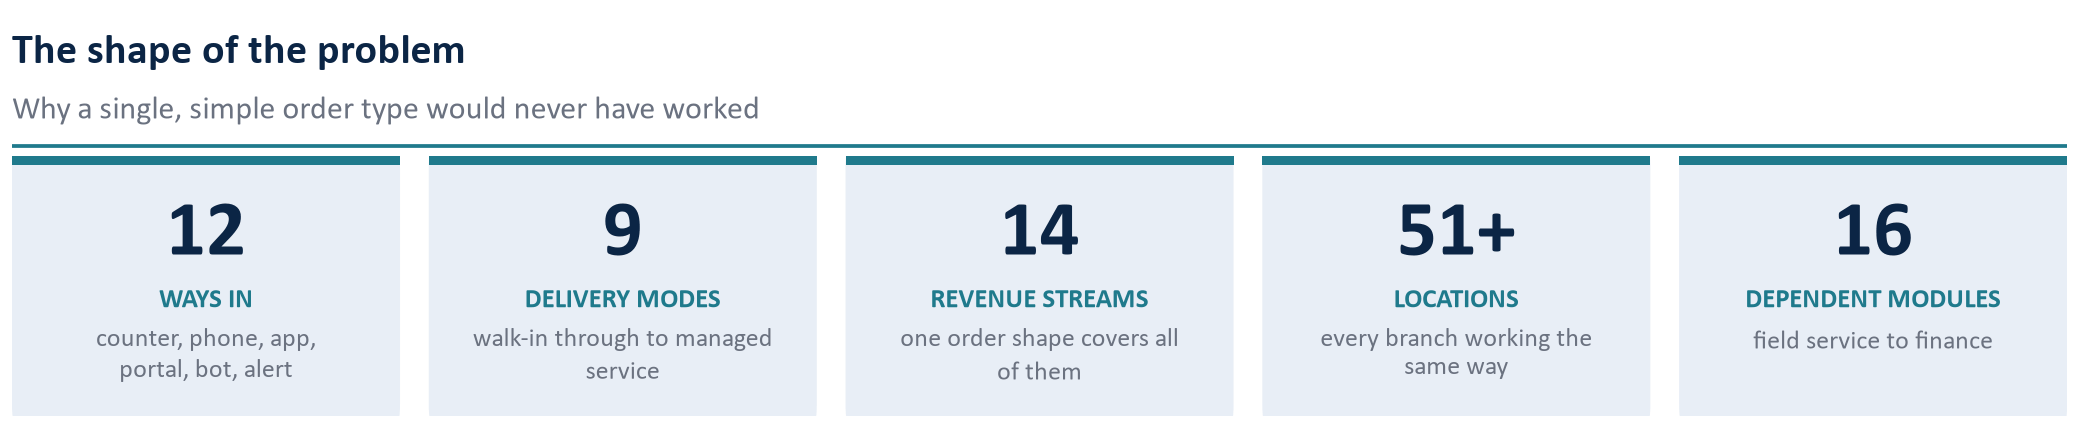 The shape of the problem
Why a single, simple order type would never have worked
12
WAYS IN
counter, phone, app,
portal, bot, alert
9
DELIVERY MODES
walk-in through to managed
service
14
REVENUE STREAMS
one order shape covers all
of them
51+
LOCATIONS
every branch working the
same way
16
DEPENDENT MODULES
field service to finance